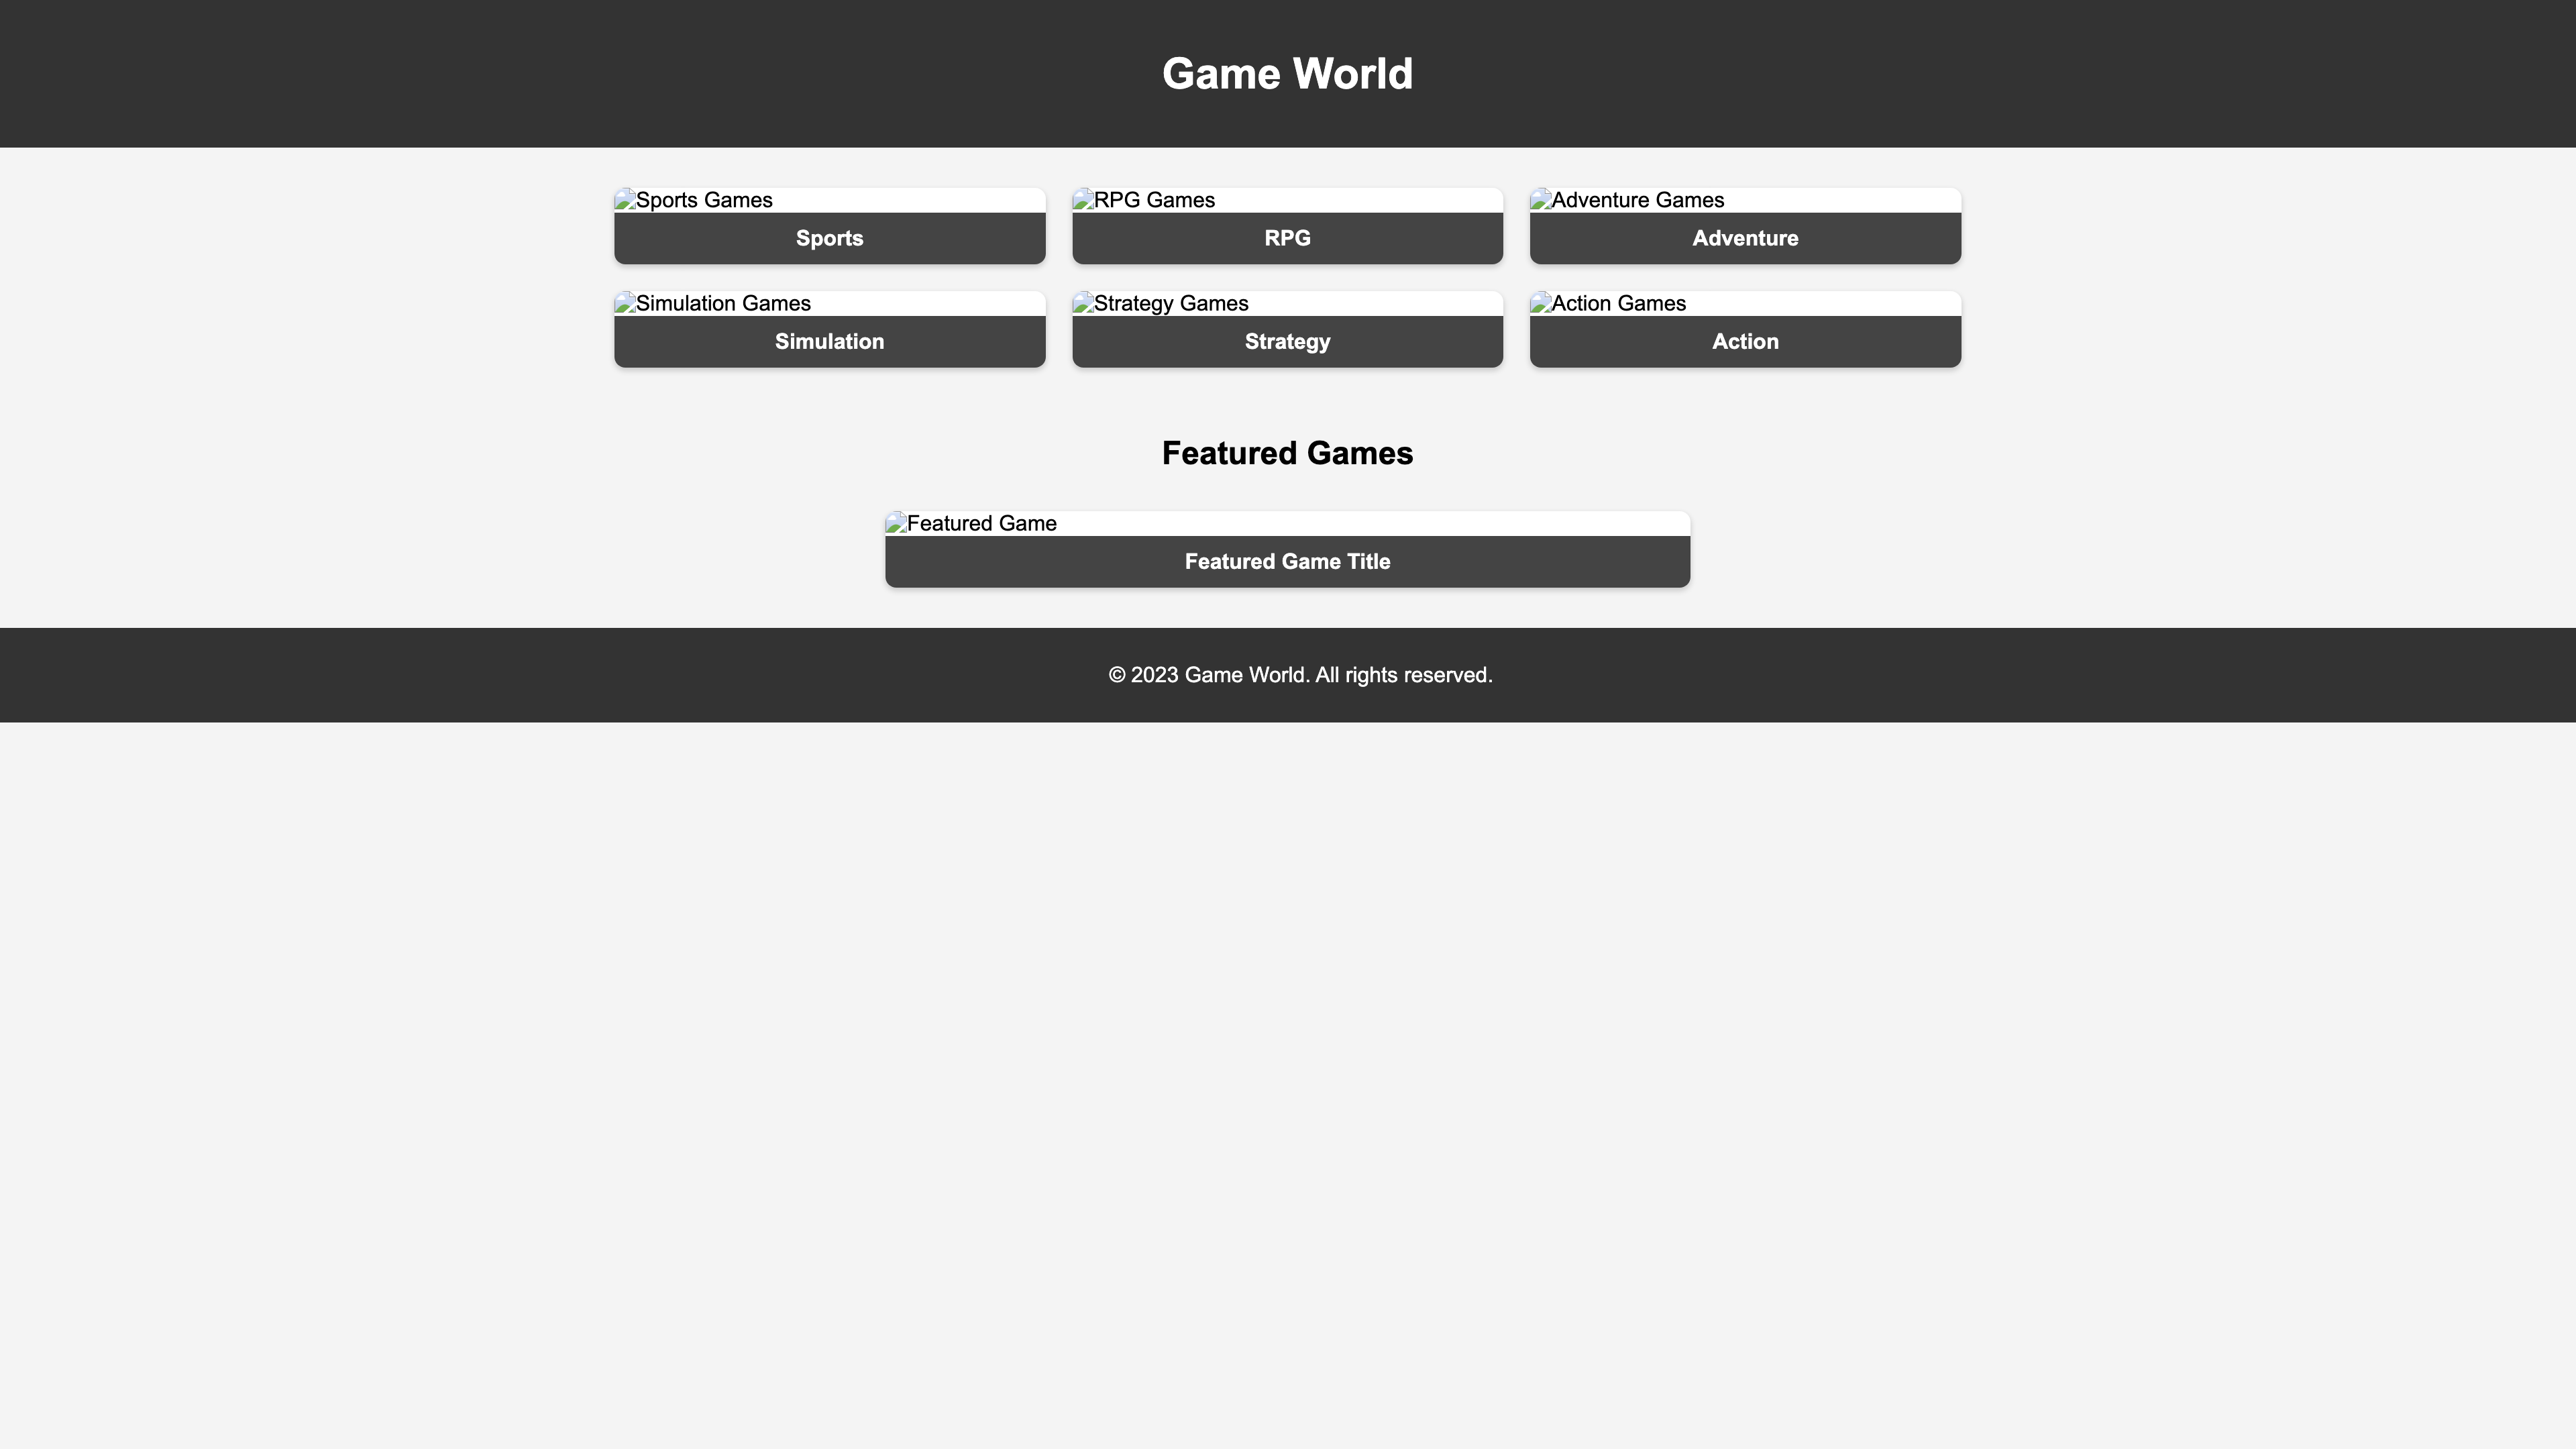 Game World
Sports Games
RPG Games
Adventure Games
Sports
RPG
Adventure
Simulation Games
Strategy Games
Action Games
Simulation
Strategy
Action
Featured Games
Featured Game
Featured Game Title
© 2023 Game World. All rights reserved.